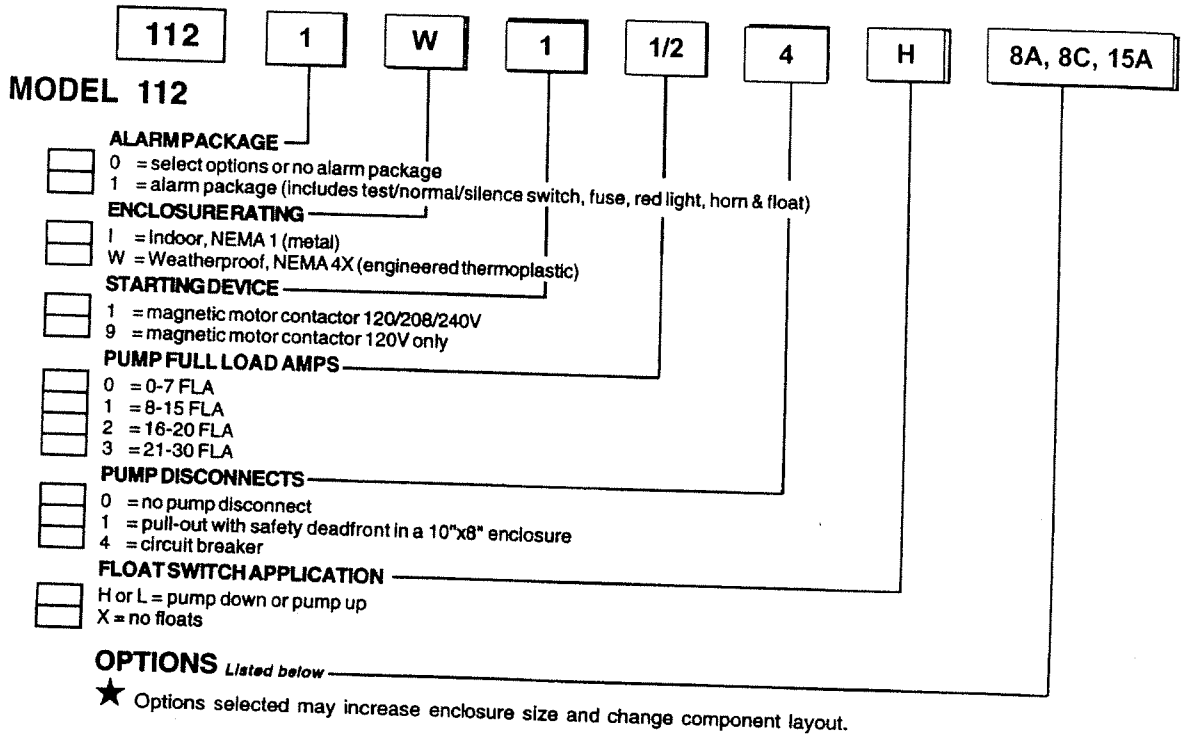 112 1 W 1 1/2 4 H 8A, 8C, 15A
MODEL 112
ALARM PACKAGE
0 = select options or no alarm package
1 = alarm package (includes test/normal/silence switch, fuse, red light, horn & float)
ENCLOSURE RATING
I = Indoor, NEMA 1 (metal)
W = Weatherproof, NEMA 4X (engineered thermoplastic)
STARTING DEVICE
1 = magnetic motor contactor 120/208/240V
9 = magnetic motor contactor 120V only
PUMP FULL LOAD AMPS
0 = 0-7 FLA
1 = 8-15 FLA
2 = 16-20 FLA
3 = 21-30 FLA
PUMP DISCONNECTS
0 = no pump disconnect
1 = pull-out with safety deadfront in a 10"x8" enclosure
4 = circuit breaker
FLOAT SWITCH APPLICATION
H or L = pump down or pump up
X = no floats
OPTIONS Listed below
★ Options selected may increase enclosure size and change component layout.